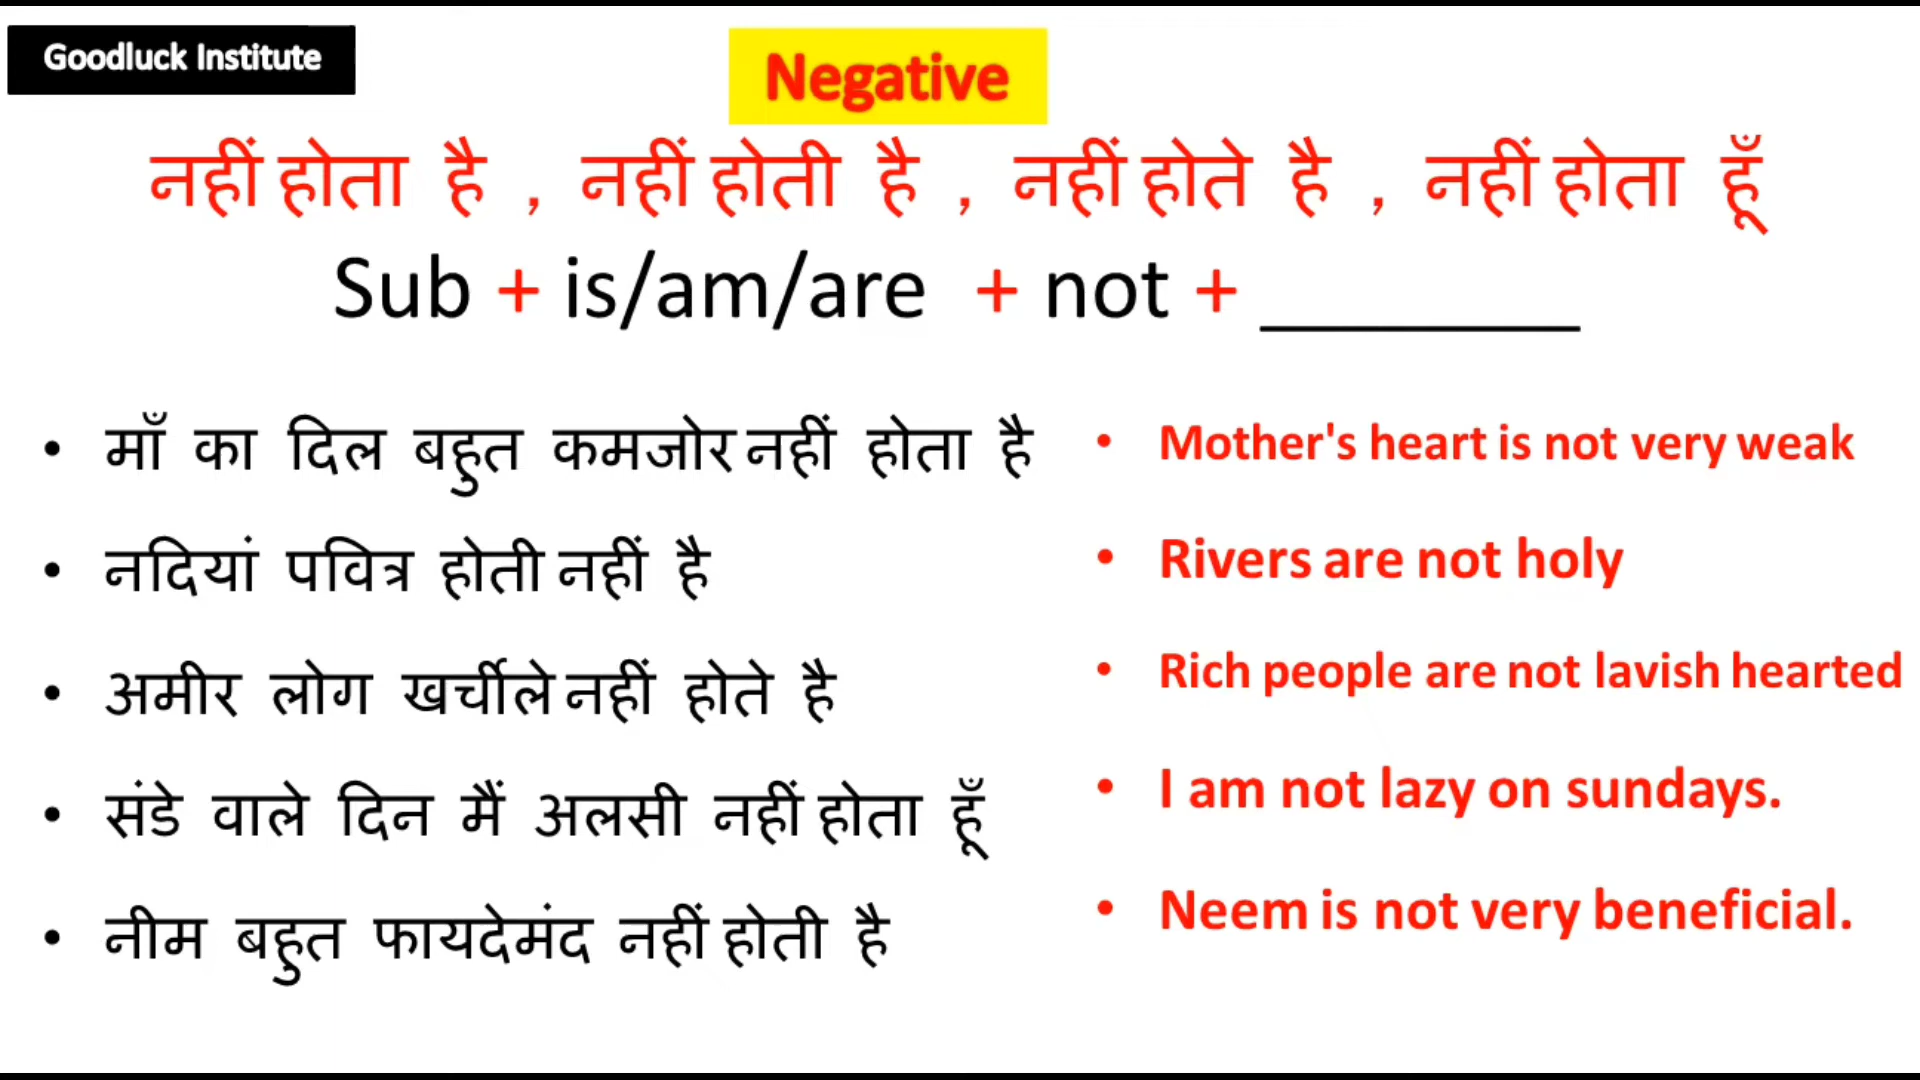 Goodluck Institute
Negative
नहीं होता है , नहीं होती है , नहीं होते है , नहीं होता हूँ
Sub + is/am/are + not + ________
• माँ का दिल बहुत कमजोर नहीं होता है
• नदियां पवित्र होती नहीं है
• अमीर लोग खर्चीले नहीं होते है
• संडे वाले दिन मैं अलसी नहीं होता हूँ
• नीम बहुत फायदेमंद नहीं होती है
• Mother's heart is not very weak
• Rivers are not holy
• Rich people are not lavish hearted
• I am not lazy on sundays.
• Neem is not very beneficial.